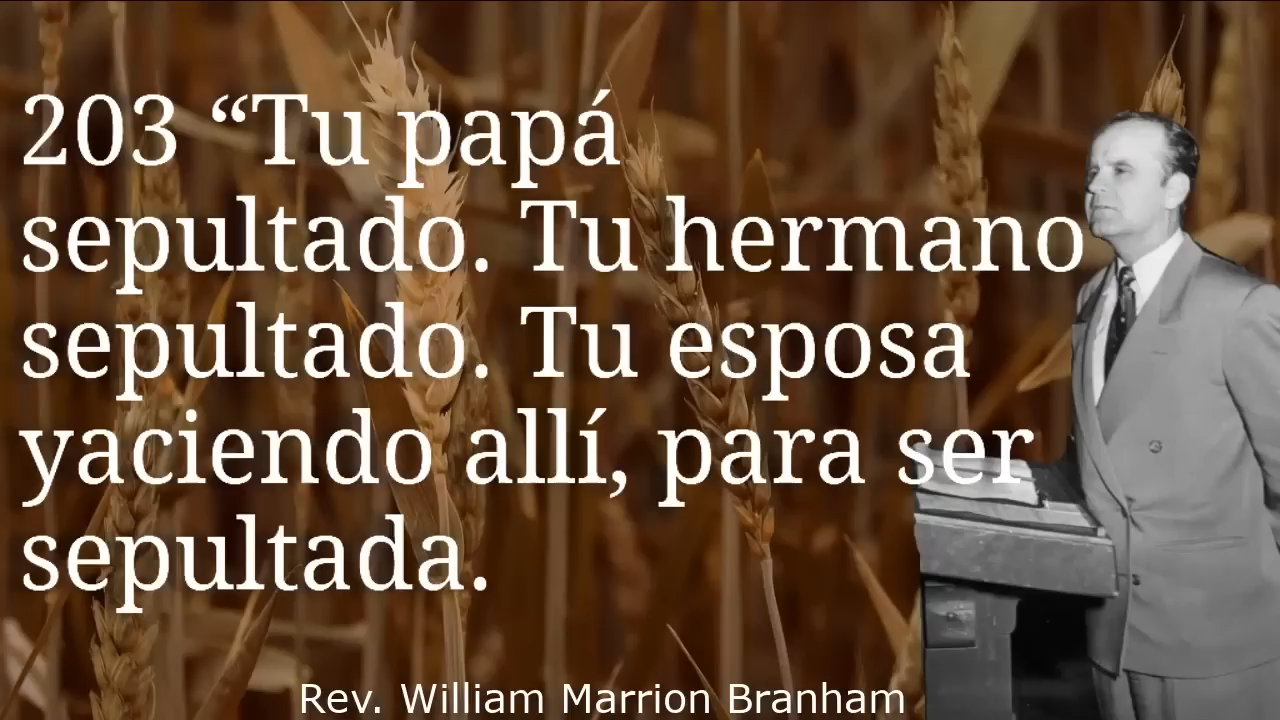 203 “Tu papá
sepultado. Tu hermano
sepultado. Tu esposa
yaciendo allí, para ser
sepultada.
Rev. William Marrion Branham